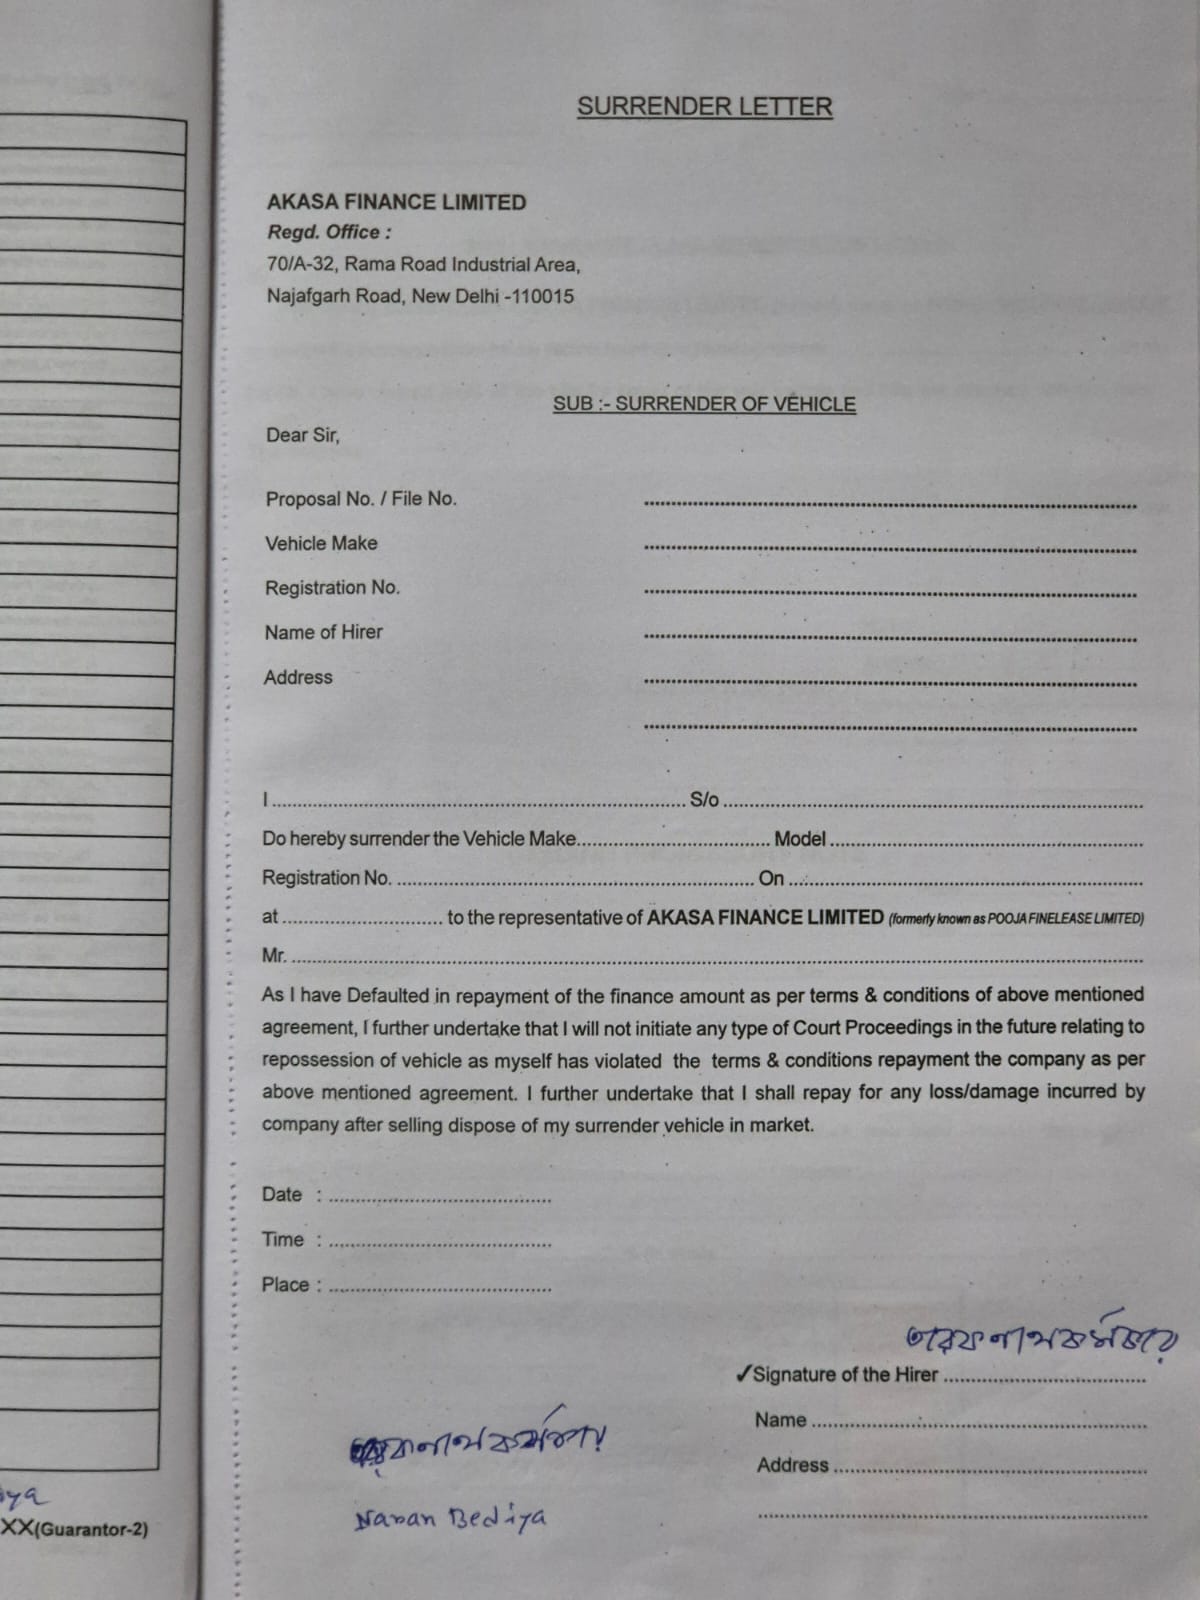 SURRENDER LETTER
AKASA FINANCE LIMITED
Regd. Office :
70/A-32, Rama Road Industrial Area,
Najafgarh Road, New Delhi -110015
SUB :- SURRENDER OF VEHICLE
Dear Sir,
Proposal No. / File No. ....................
Vehicle Make ....................
Registration No. ....................
Name of Hirer ....................
Address ....................
....................
I .................... S/o ....................
Do hereby surrender the Vehicle Make.................... Model ....................
Registration No. .................... On ....................
at .................... to the representative of AKASA FINANCE LIMITED (formerly known as POOJA FINELEASE LIMITED)
Mr. ....................
As I have Defaulted in repayment of the finance amount as per terms & conditions of above mentioned
agreement, I further undertake that I will not initiate any type of Court Proceedings in the future relating to
repossession of vehicle as myself has violated the terms & conditions repayment the company as per
above mentioned agreement. I further undertake that I shall repay for any loss/damage incurred by
company after selling dispose of my surrender vehicle in market.
Date : ....................
Time : ....................
Place : ....................
✓Signature of the Hirer ....................
Name ....................
Address ....................
....................
Naran Bediya
XX(Guarantor-2)